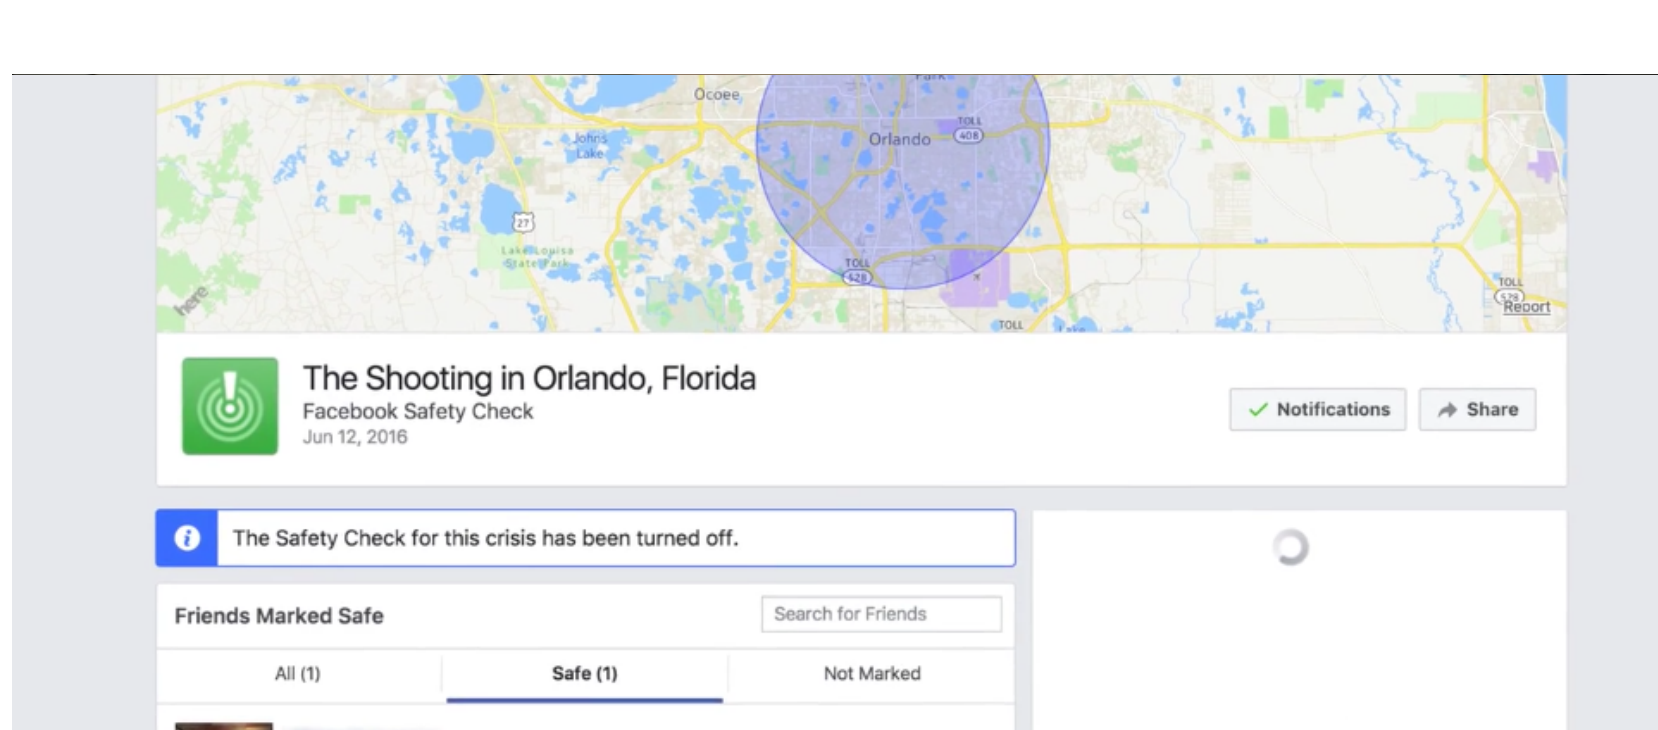 Park
Ocoee
TOLL
408
Orlando
Johns
Lake
27
Lake Louisa
State Park
TOLL
528
here
TOLL
528
Report
TOLL
Lake
The Shooting in Orlando, Florida
Facebook Safety Check
Jun 12, 2016
Notifications
Share
The Safety Check for this crisis has been turned off.
Friends Marked Safe
Search for Friends
All (1)
Safe (1)
Not Marked